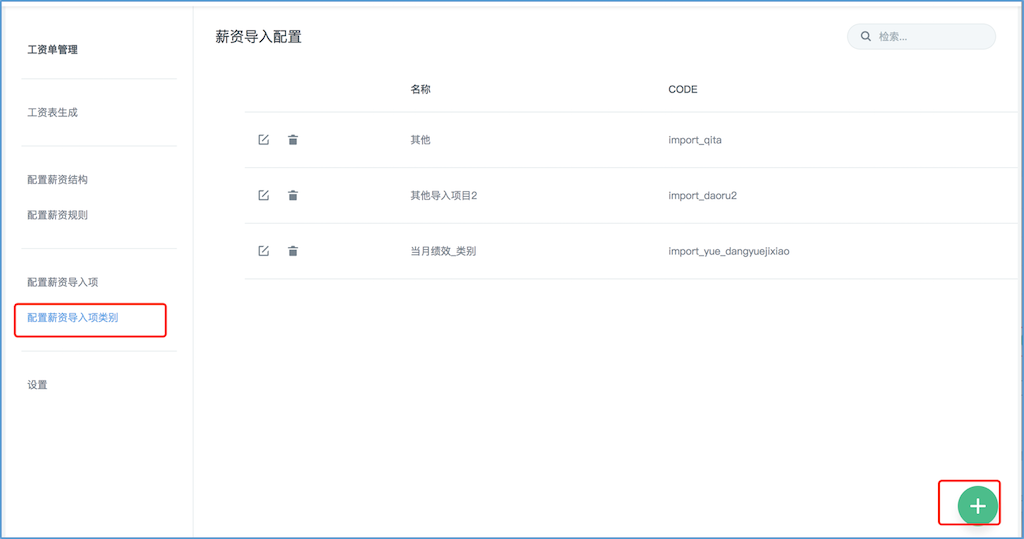 工资单管理
工资表生成
配置薪资结构
配置薪资规则
配置薪资导入项
配置薪资导入项类别
设置
薪资导入配置
检索...
名称 CODE
其他 import_qita
其他导入项目2 import_daoru2
当月绩效_类别 import_yue_dangyuejixiao